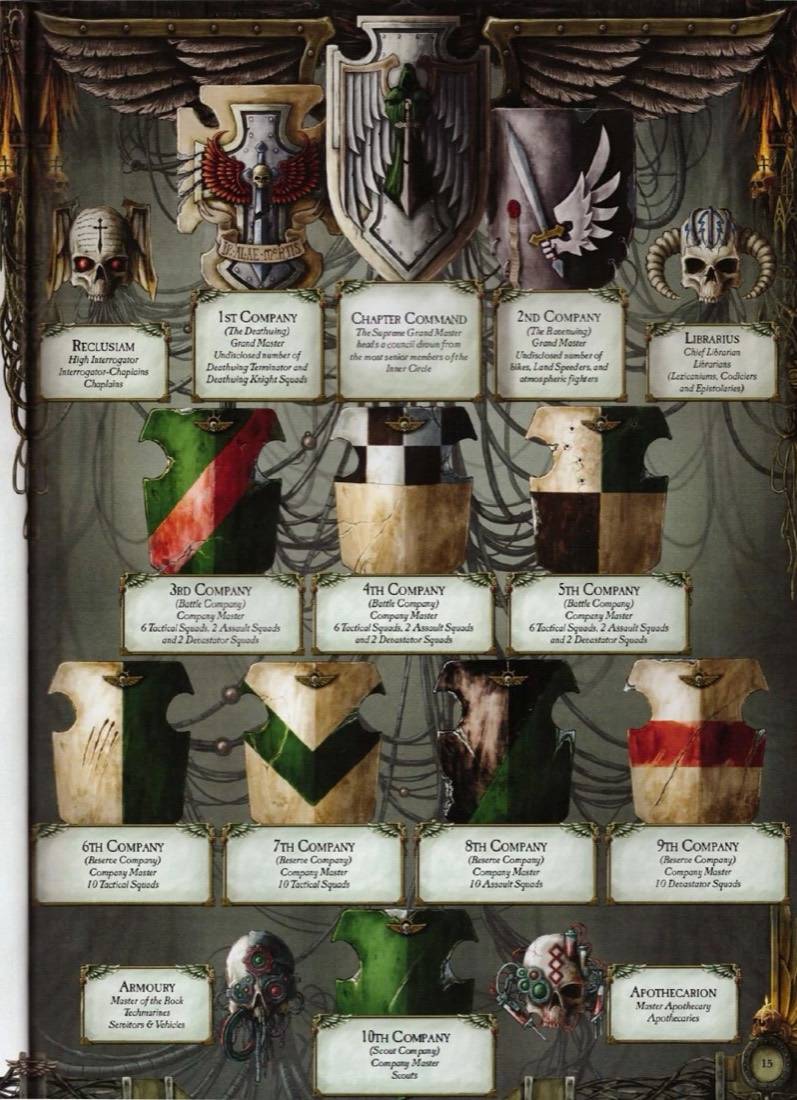 IN·ALAE·MORTIS
RECLUSIAM
High Interrogator
Interrogator-Chaplains
Chaplains
1ST COMPANY
(The Deathwing)
Grand Master
Undisclosed number of
Deathwing Terminator and
Deathwing Knight Squads
CHAPTER COMMAND
The Supreme Grand Master
heads a council drawn from
the most senior members of the
Inner Circle
2ND COMPANY
(The Ravenwing)
Grand Master
Undisclosed number of
bikes, Land Speeders, and
atmospheric fighters
LIBRARIUS
Chief Librarian
Librarians
(Lexicaniums, Codiciers
and Epistolaries)
3RD COMPANY
(Battle Company)
Company Master
6 Tactical Squads, 2 Assault Squads
and 2 Devastator Squads
4TH COMPANY
(Battle Company)
Company Master
6 Tactical Squads, 2 Assault Squads
and 2 Devastator Squads
5TH COMPANY
(Battle Company)
Company Master
6 Tactical Squads, 2 Assault Squads
and 2 Devastator Squads
6TH COMPANY
(Reserve Company)
Company Master
10 Tactical Squads
7TH COMPANY
(Reserve Company)
Company Master
10 Tactical Squads
8TH COMPANY
(Reserve Company)
Company Master
10 Assault Squads
9TH COMPANY
(Reserve Company)
Company Master
10 Devastator Squads
ARMOURY
Master of the Rock
Techmarines
Servitors & Vehicles
10TH COMPANY
(Scout Company)
Company Master
Scouts
APOTHECARION
Master Apothecary
Apothecaries
15